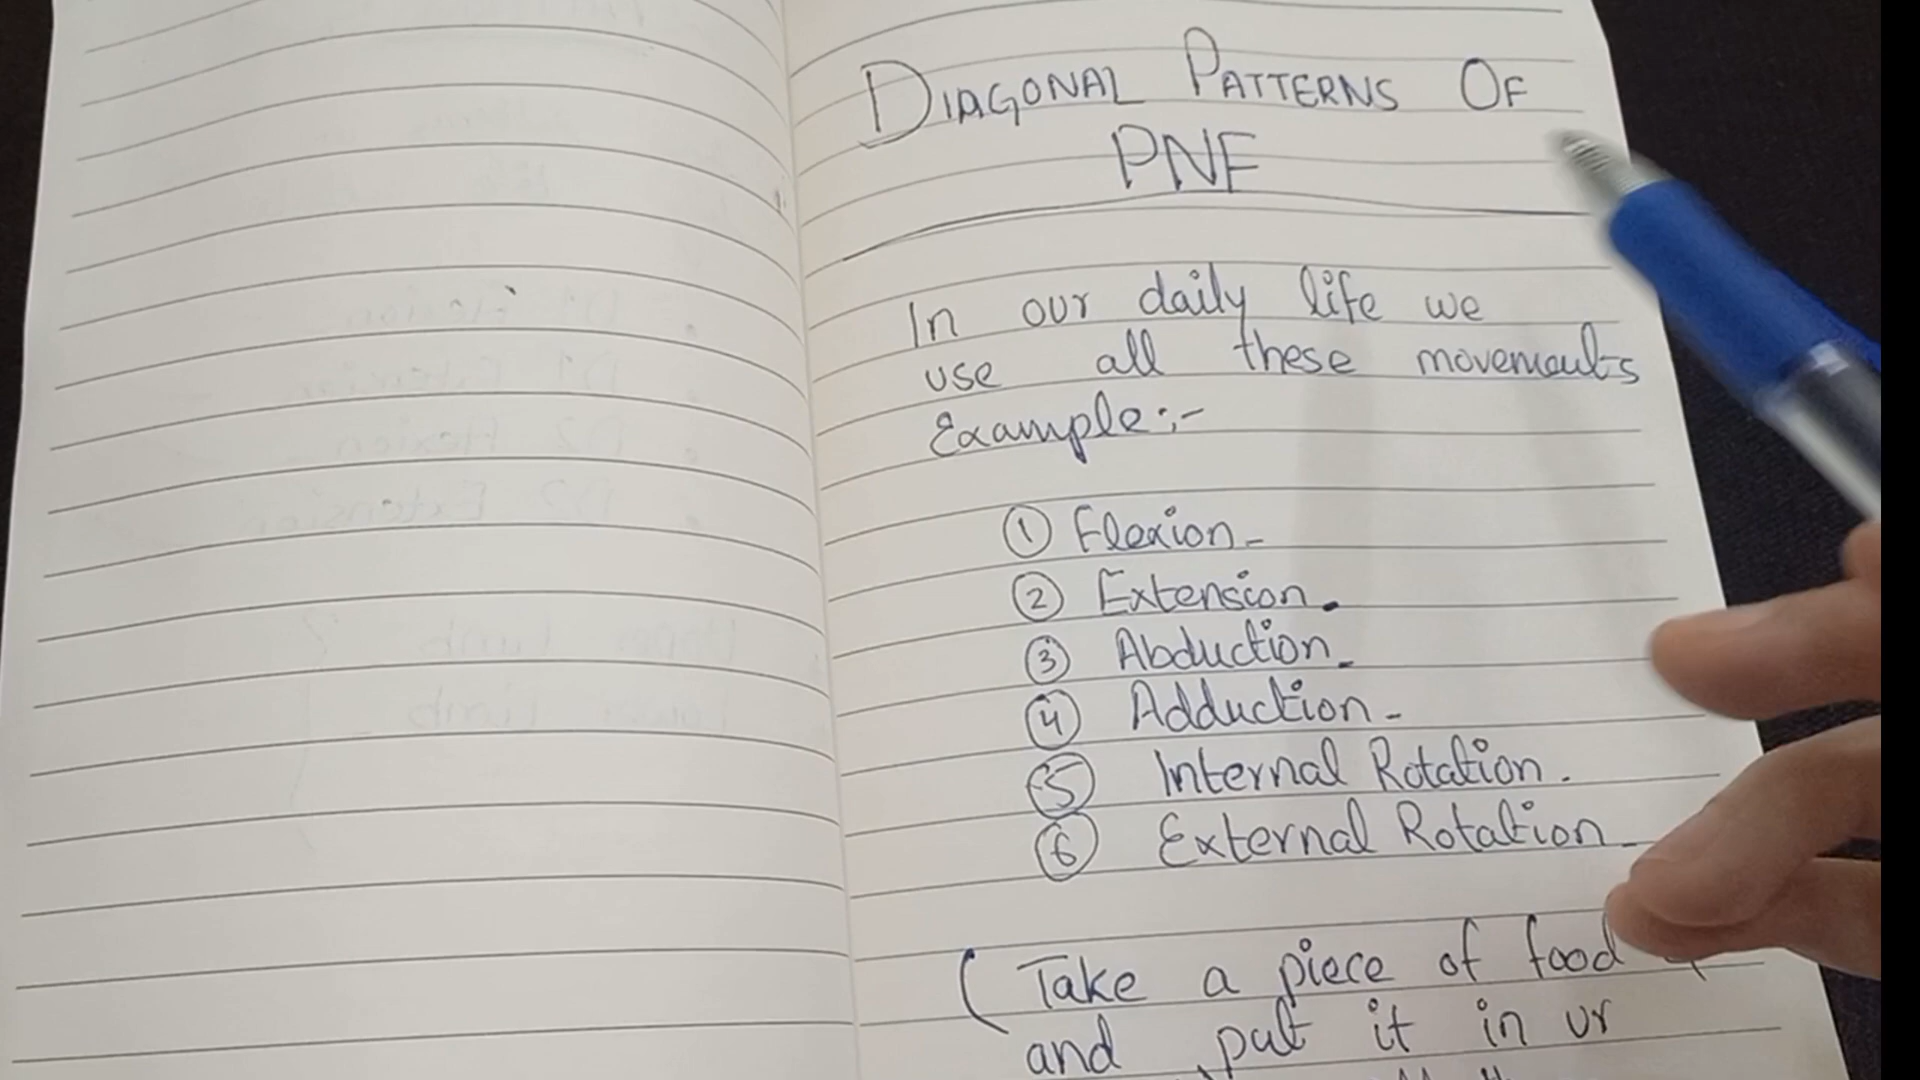 DIAGONAL PATTERNS OF
PNF
In our daily life we
use all these movements
Example:-
① Flexion-
② Extension.
③ Abduction-
④ Adduction-
⑤ Internal Rotation.
⑥ External Rotation-
(Take a piece of food
and put it in ur